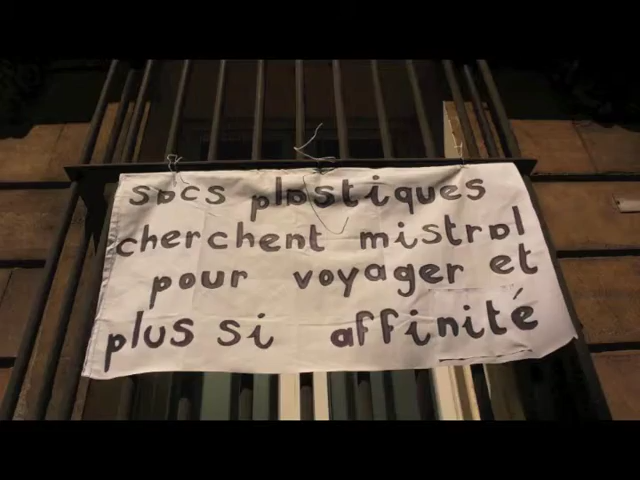 sacs plastiques
cherchent mistral
pour voyager et
plus si affinité